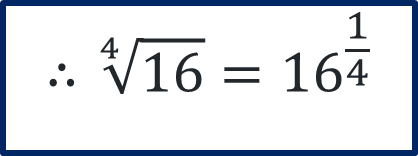 ∴ ∜16 = 16^(1/4)